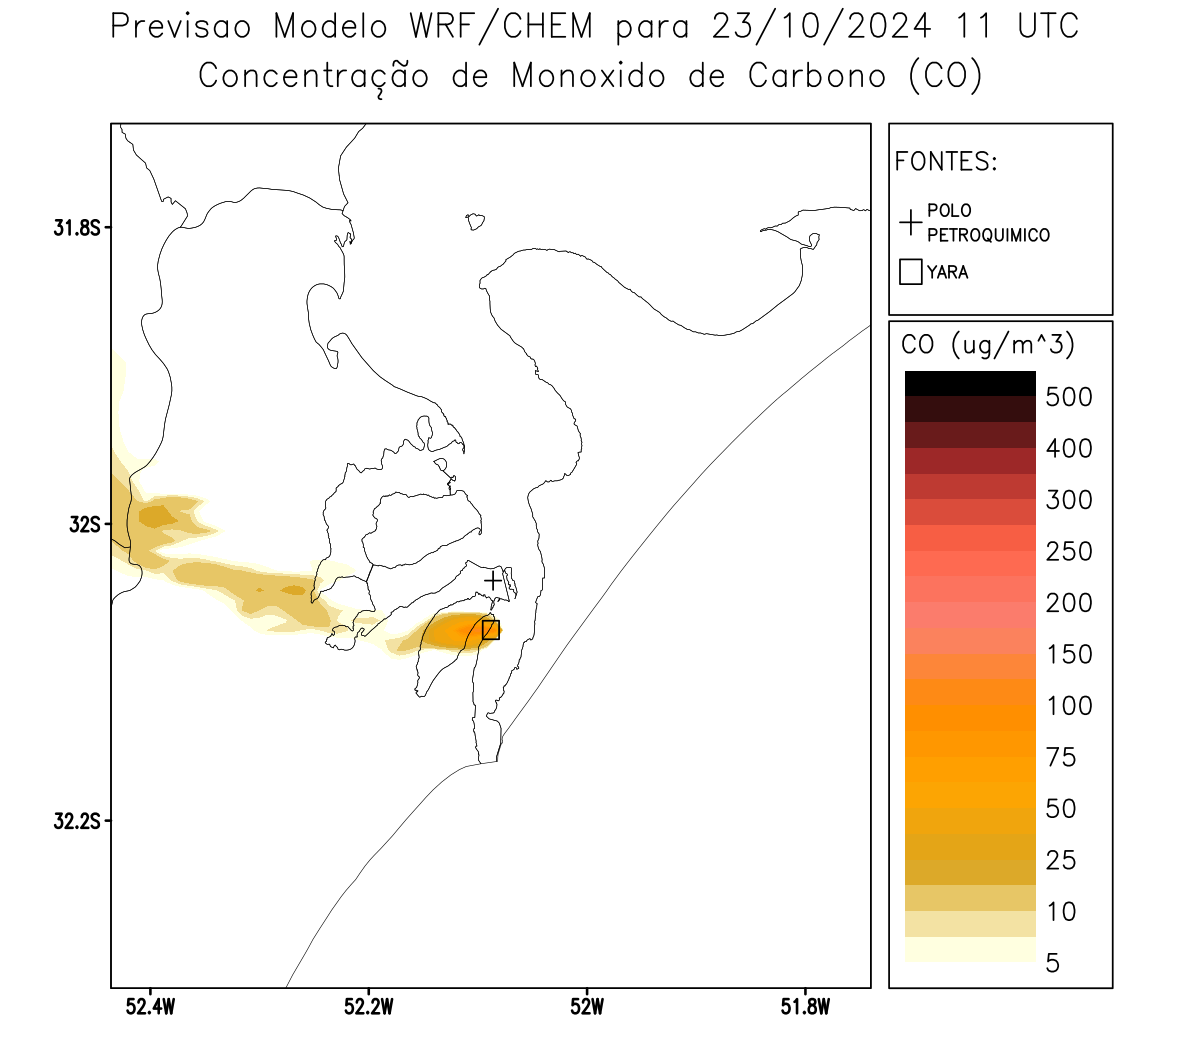 Previsao Modelo WRF/CHEM para 23/10/2024 11 UTC
Concentração de Monoxido de Carbono (CO)
FONTES:
POLO
PETROQUIMICO
YARA
CO (ug/m^3)
500
400
300
250
200
150
100
75
50
25
10
5
31.8S
32S
32.2S
52.4W
52.2W
52W
51.8W